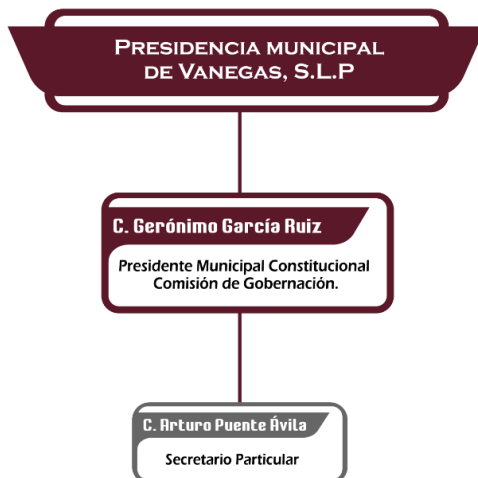 PRESIDENCIA MUNICIPAL
DE VANEGAS, S.L.P
C. Gerónimo García Ruiz
Presidente Municipal Constitucional
Comisión de Gobernación.
C. Arturo Puente Ávila
Secretario Particular